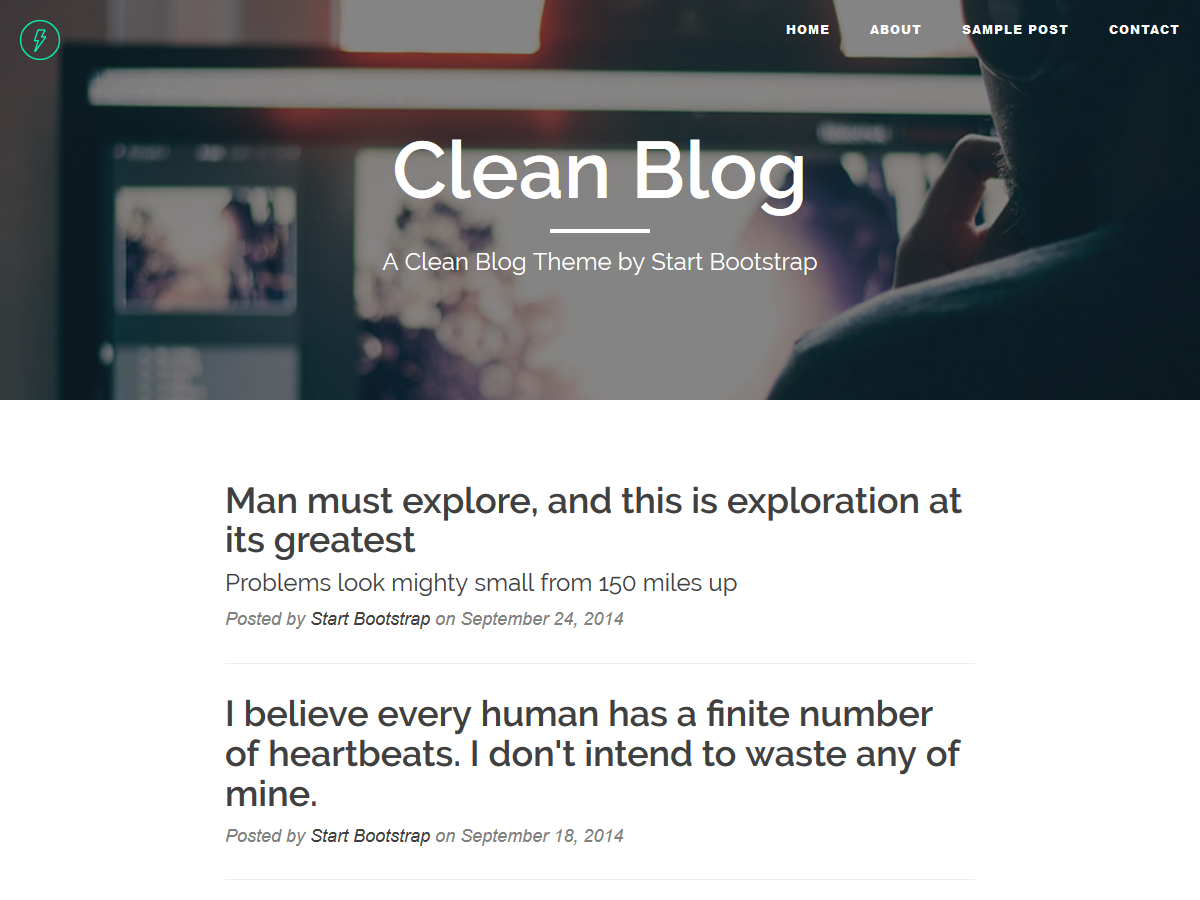 HOME ABOUT SAMPLE POST CONTACT
Clean Blog
A Clean Blog Theme by Start Bootstrap
Man must explore, and this is exploration at
its greatest
Problems look mighty small from 150 miles up
Posted by Start Bootstrap on September 24, 2014
I believe every human has a finite number
of heartbeats. I don't intend to waste any of
mine.
Posted by Start Bootstrap on September 18, 2014